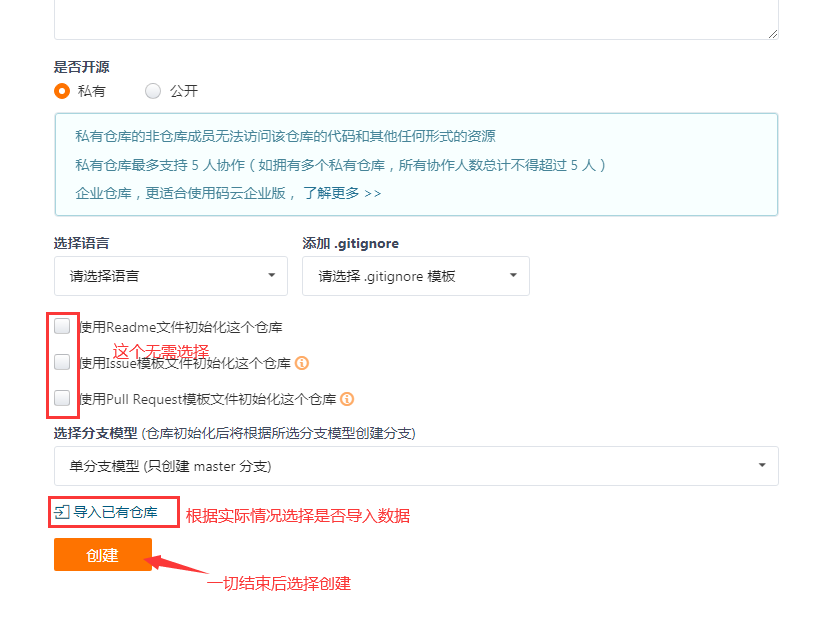 是否开源
私有 公开
私有仓库的非仓库成员无法访问该仓库的代码和其他任何形式的资源
私有仓库最多支持 5 人协作（如拥有多个私有仓库，所有协作人数总计不得超过 5 人）
企业仓库，更适合使用码云企业版， 了解更多 >>
选择语言 添加 .gitignore
请选择语言 请选择 .gitignore 模板
使用Readme文件初始化这个仓库
这个无需选择
使用Issue模板文件初始化这个仓库
使用Pull Request模板文件初始化这个仓库
选择分支模型 (仓库初始化后将根据所选分支模型创建分支)
单分支模型 (只创建 master 分支)
导入已有仓库 根据实际情况选择是否导入数据
创建
一切结束后选择创建